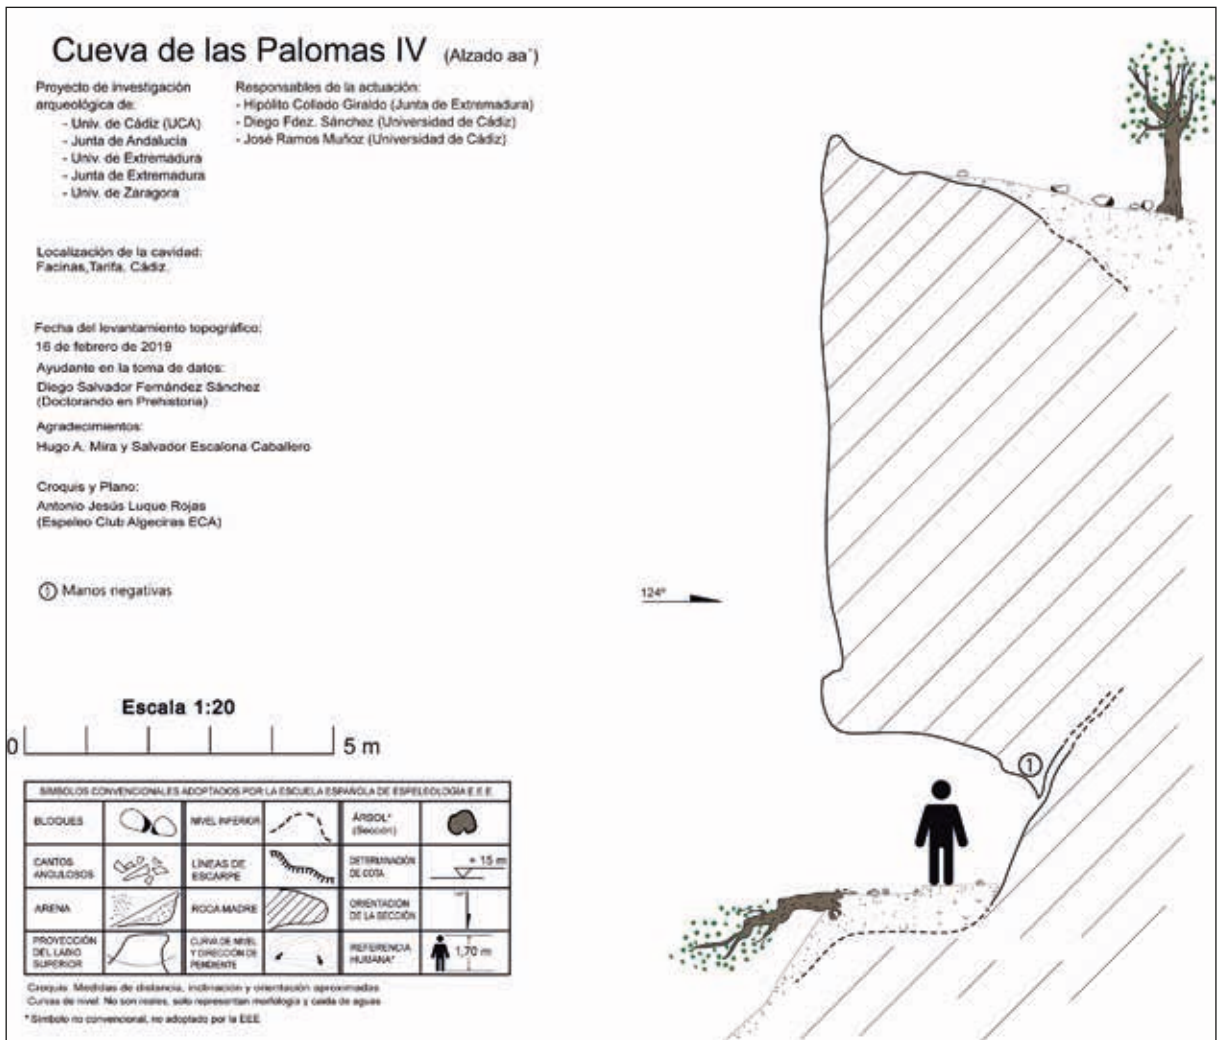 Cueva de las Palomas IV (Alzado aa´)
Proyecto de investigación
arqueológica de:
- Univ. de Cádiz (UCA)
- Junta de Andalucía
- Univ. de Extremadura
- Junta de Extremadura
- Univ. de Zaragora
Responsables de la actuación:
- Hipólito Collado Giraldo (Junta de Extremadura)
- Diego Fdez. Sánchez (Universidad de Cádiz)
- José Ramos Muñoz (Universidad de Cádiz)
Localización de la cavidad:
Facinas,Tarifa. Cádiz.
Fecha del levantamiento topográfico:
16 de febrero de 2019
Ayudante en la toma de datos:
Diego Salvador Fernández Sánchez
(Doctorando en Prehistoria)
Agradecimientos:
Hugo A. Mira y Salvador Escalona Caballero
Croquis y Plano:
Antonio Jesús Luque Rojas
(Espeleo Club Algeciras ECA)
① Manos negativas
124º
①
Escala 1:20
0 5 m
SIMBOLOS CONVENCIONALES ADOPTADOS POR LA ESCUELA ESPAÑOLA DE ESPELEOLOGÍA E.E.E.
BLOQUES
NIVEL INFERIOR
ÁRBOL*
(Sección)
CANTOS
ANGULOSOS
LÍNEAS DE
ESCARPE
DETERMINACIÓN
DE COTA
+ 15 m
ARENA
ROCA MADRE
ORIENTACIÓN
DE LA SECCIÓN
PROYECCIÓN
DEL LABIO
SUPERIOR
CURVA DE NIVEL
Y DIRECCIÓN DE
PENDIENTE
REFERENCIA
HUMANA*
1,70 m
Croquis: Medidas de distancia, inclinación y orientación aproximadas
Curvas de nivel: No son reales, solo representan morfología y caida de aguas
* Símbolo no convencional, no adoptado por la EEE